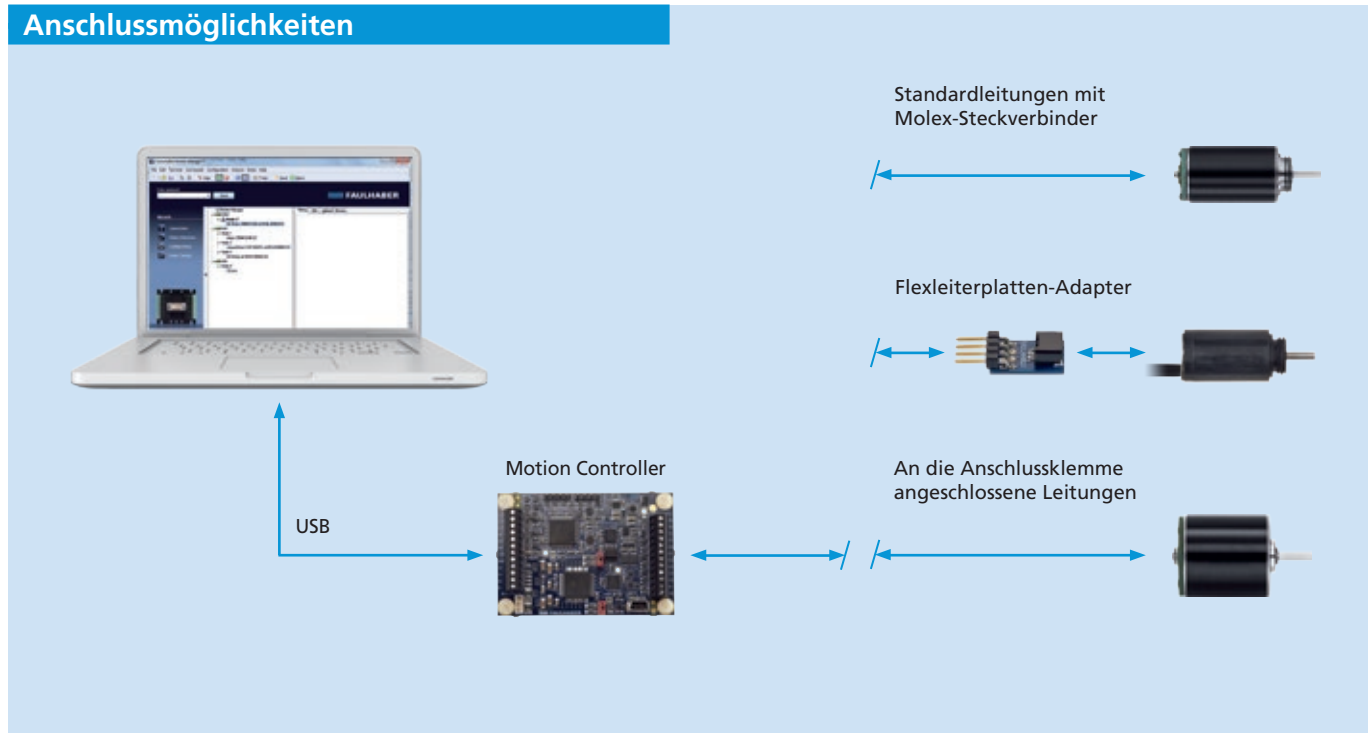 Anschlussmöglichkeiten
Standardleitungen mit
Molex-Steckverbinder
FAULHABER
Flexleiterplatten-Adapter
Motion Controller
An die Anschlussklemme
angeschlossene Leitungen
USB